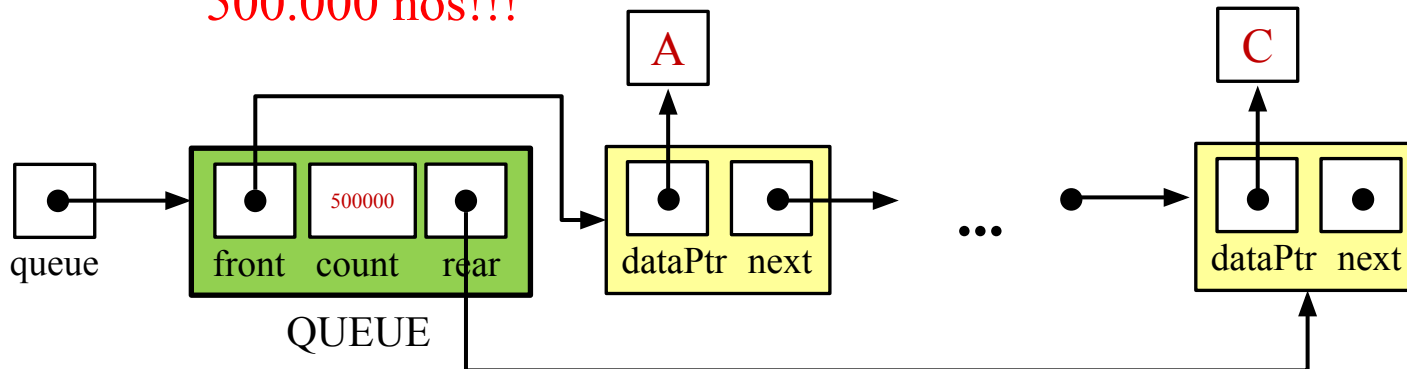 500.000 nós!!!
A
C
500000
queue
front count rear
dataPtr next
...
dataPtr next
QUEUE